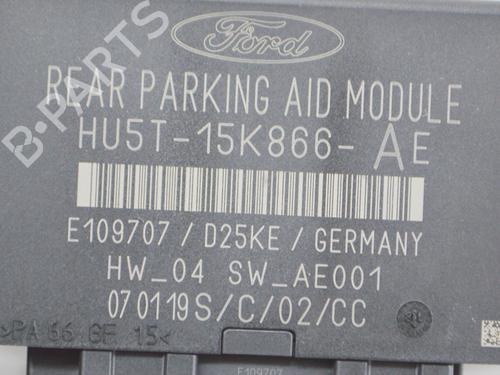 Ford
REAR PARKING AID MODULE
HU5T-15K866-AE
E109707 / D25KE / GERMANY
HW_04 SW_AE001
070119S/C/02/CC
>PA 66 GF 15<
E109707
B-PARTS